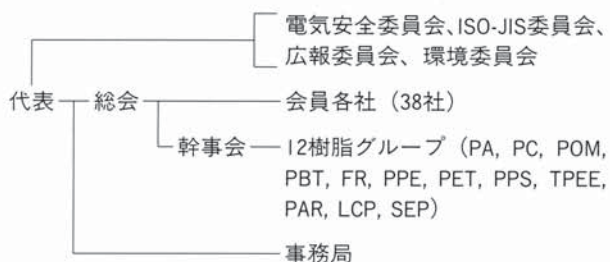 電気安全委員会、ISO-JIS委員会、
広報委員会、環境委員会
代表 総会 会員各社（38社）
幹事会 12樹脂グループ（PA, PC, POM,
PBT, FR, PPE, PET, PPS, TPEE,
PAR, LCP, SEP）
事務局